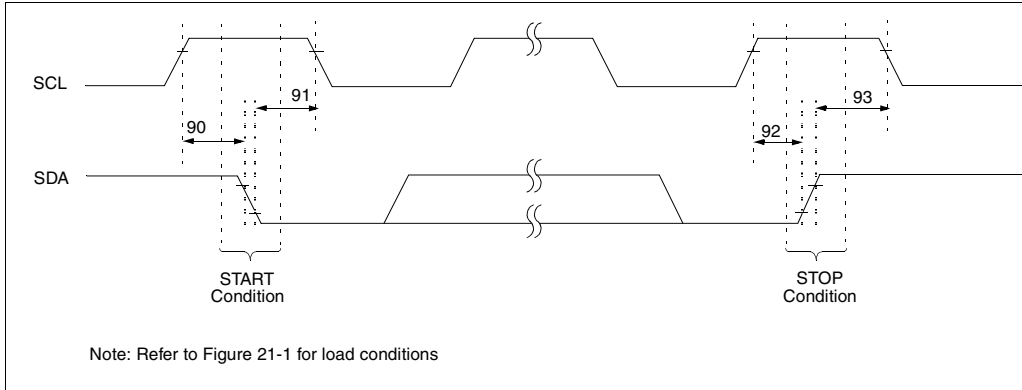 SCL
91
93
90
92
SDA
START
Condition
STOP
Condition
Note: Refer to Figure 21-1 for load conditions